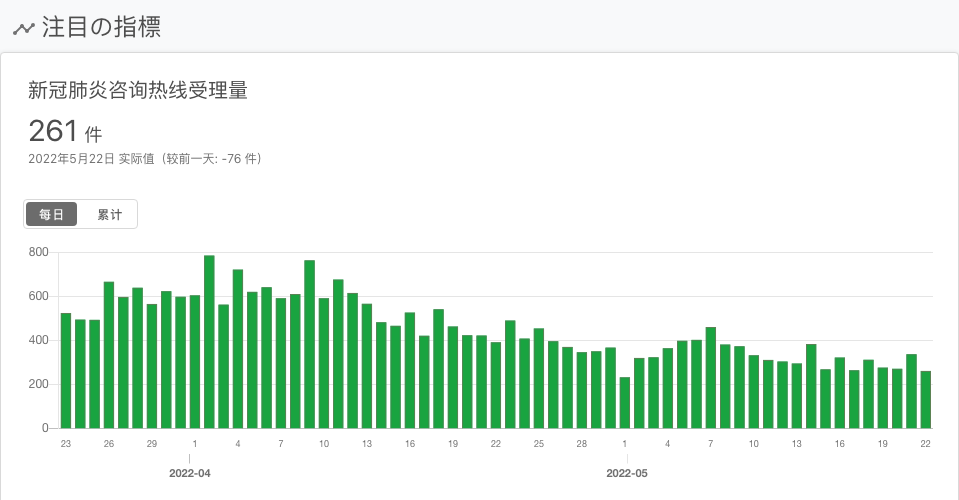 注目の指標
新冠肺炎咨询热线受理量
261 件
2022年5月22日 实际值（较前一天: -76 件）
每日 累计
800
600
400
200
0
23 26 29 1 4 7 10 13 16 19 22 25 28 1 4 7 10 13 16 19 22
2022-04 2022-05